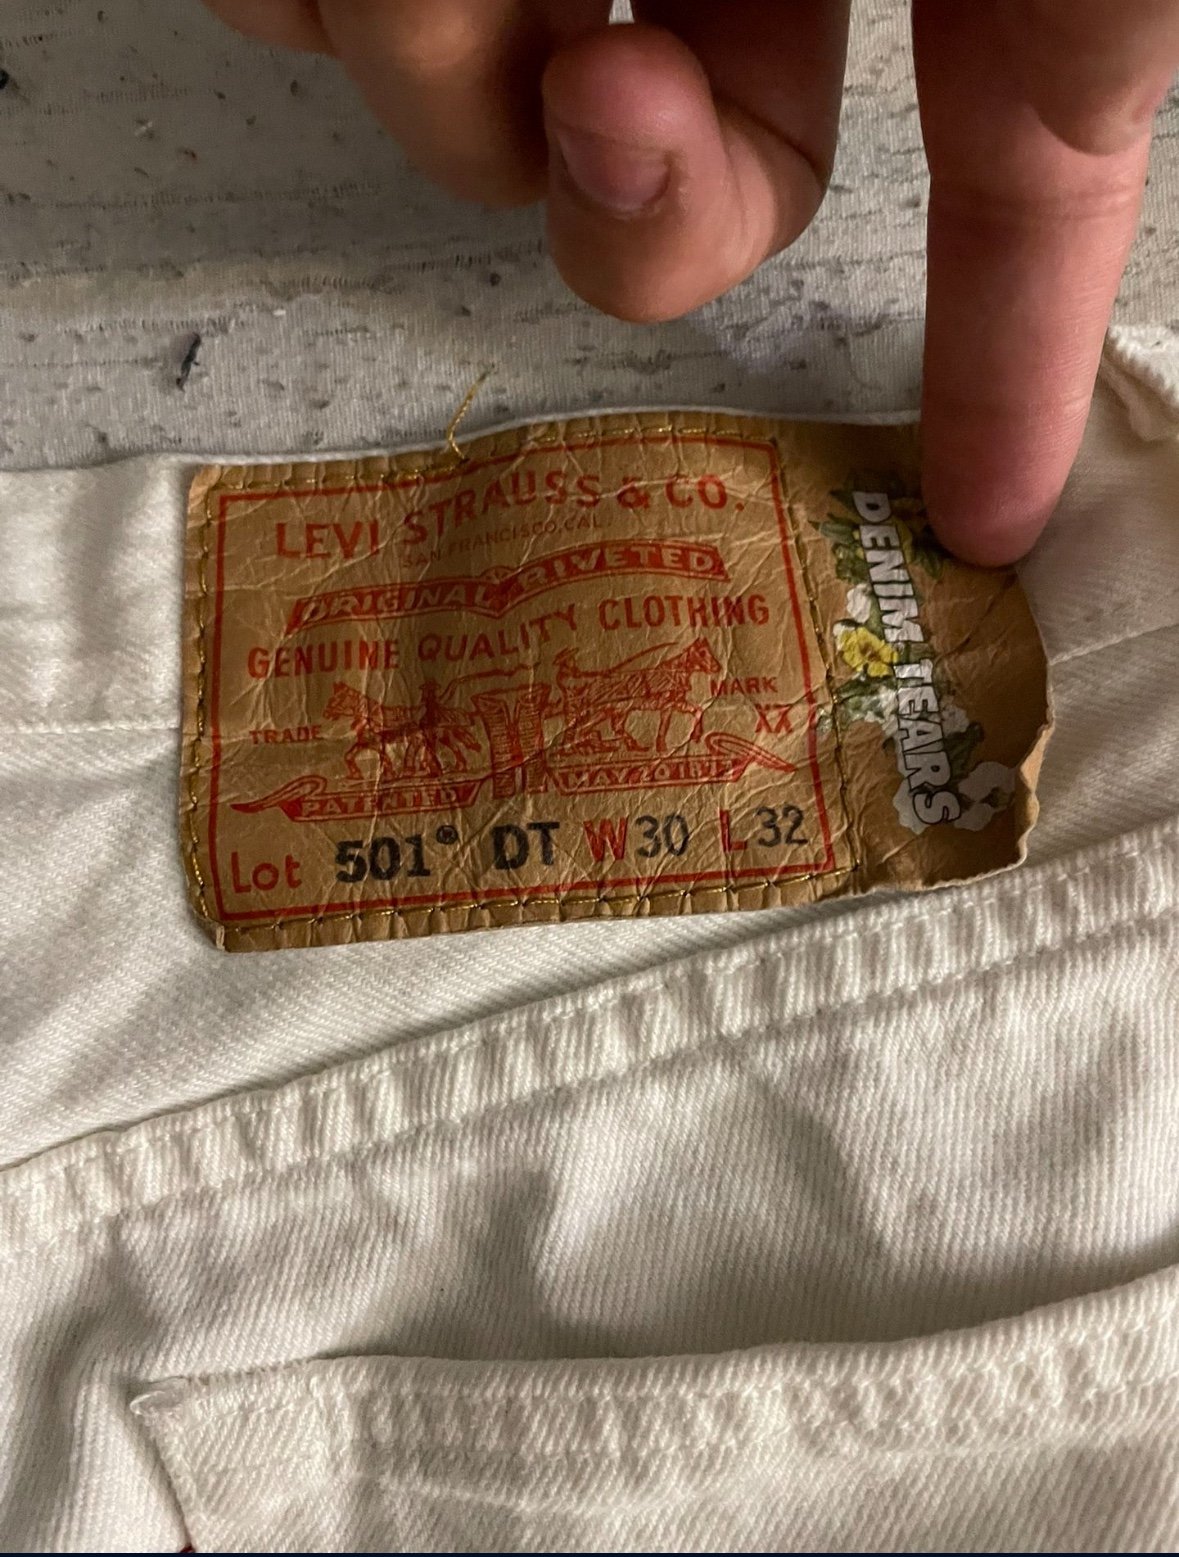 LEVI STRAUSS & CO.
SAN FRANCISCO, CAL.
ORIGINAL RIVETED
GENUINE QUALITY CLOTHING
TRADE MARK
XX
PATENTED MAY 20 1873
Lot 501® DT W30 L32
DENIM TEARS